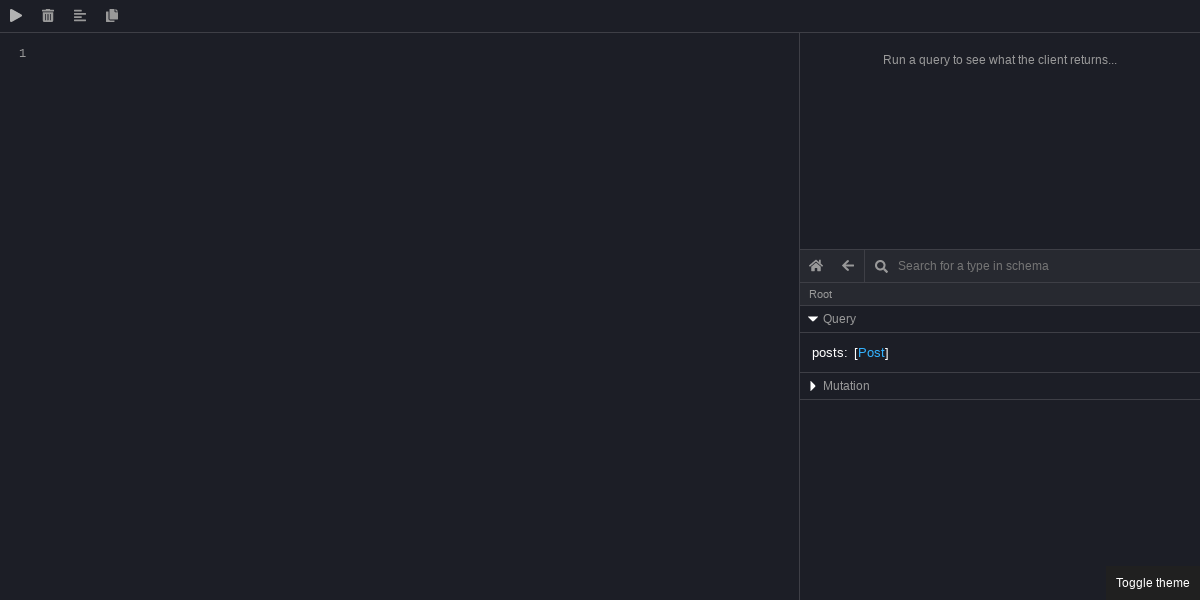 1
Run a query to see what the client returns...
Search for a type in schema
Root
Query
posts: [Post]
Mutation
Toggle theme